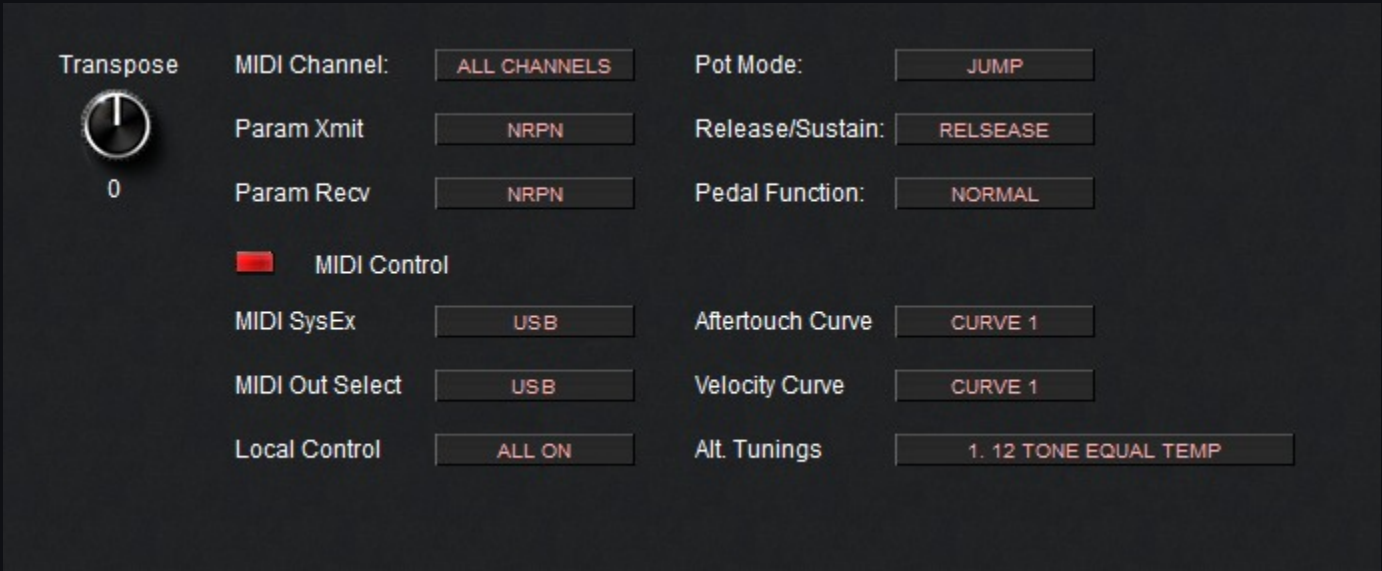 Transpose
0
MIDI Channel: ALL CHANNELS
Param Xmit NRPN
Param Recv NRPN
MIDI Control
MIDI SysEx USB
MIDI Out Select USB
Local Control ALL ON
Pot Mode: JUMP
Release/Sustain: RELSEASE
Pedal Function: NORMAL
Aftertouch Curve CURVE 1
Velocity Curve CURVE 1
Alt. Tunings 1. 12 TONE EQUAL TEMP